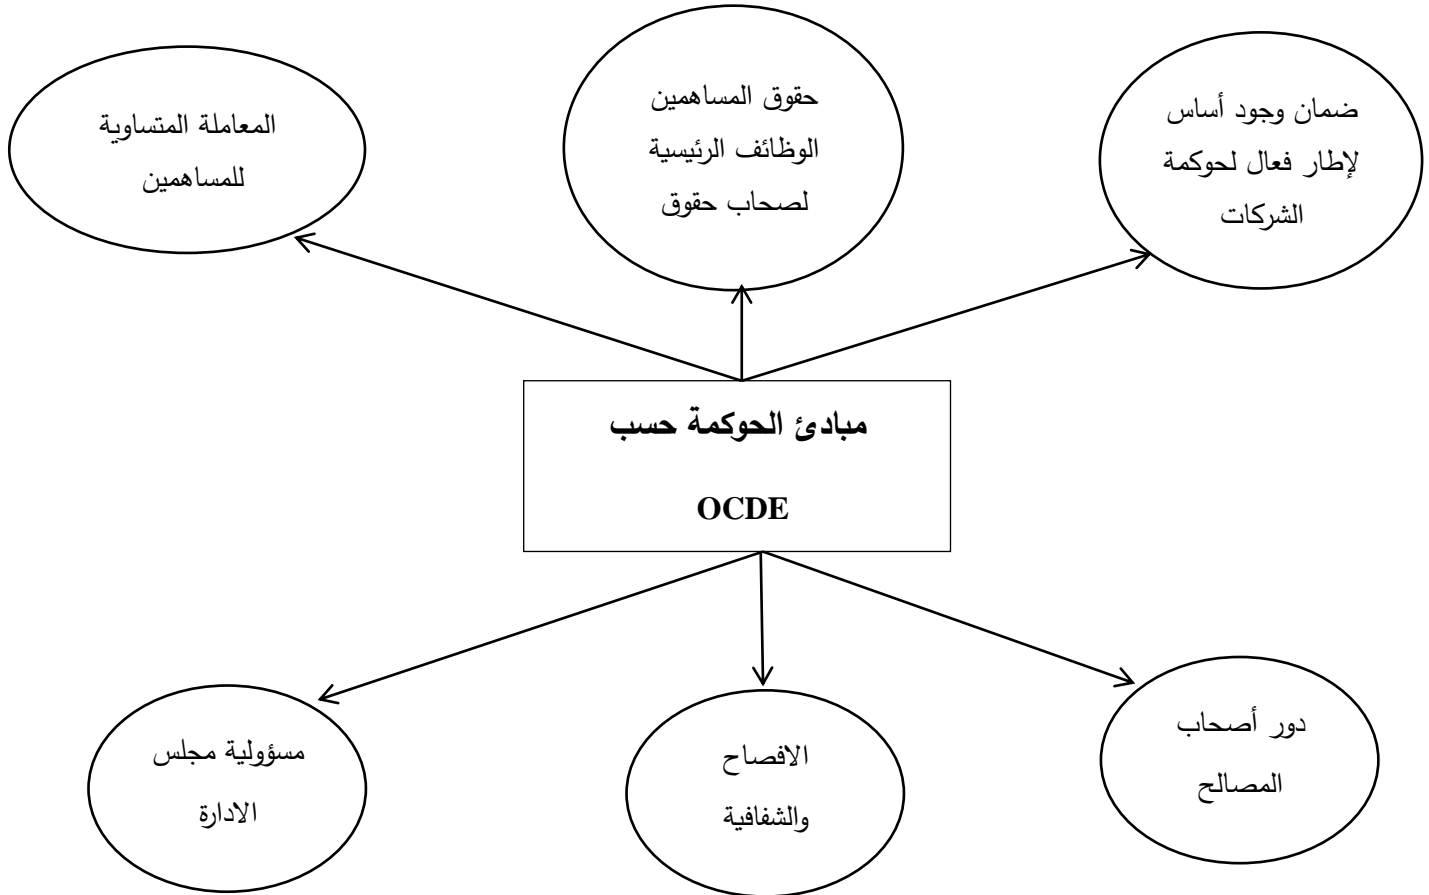 ضمان وجود أساس
لإطار فعال لحوكمة
الشركات
حقوق المساهمين
الوظائف الرئيسية
لصحاب حقوق
المعاملة المتساوية
للمساهمين
مبادئ الحوكمة حسب
OCDE
دور أصحاب
المصالح
الافصاح
والشفافية
مسؤولية مجلس
الادارة